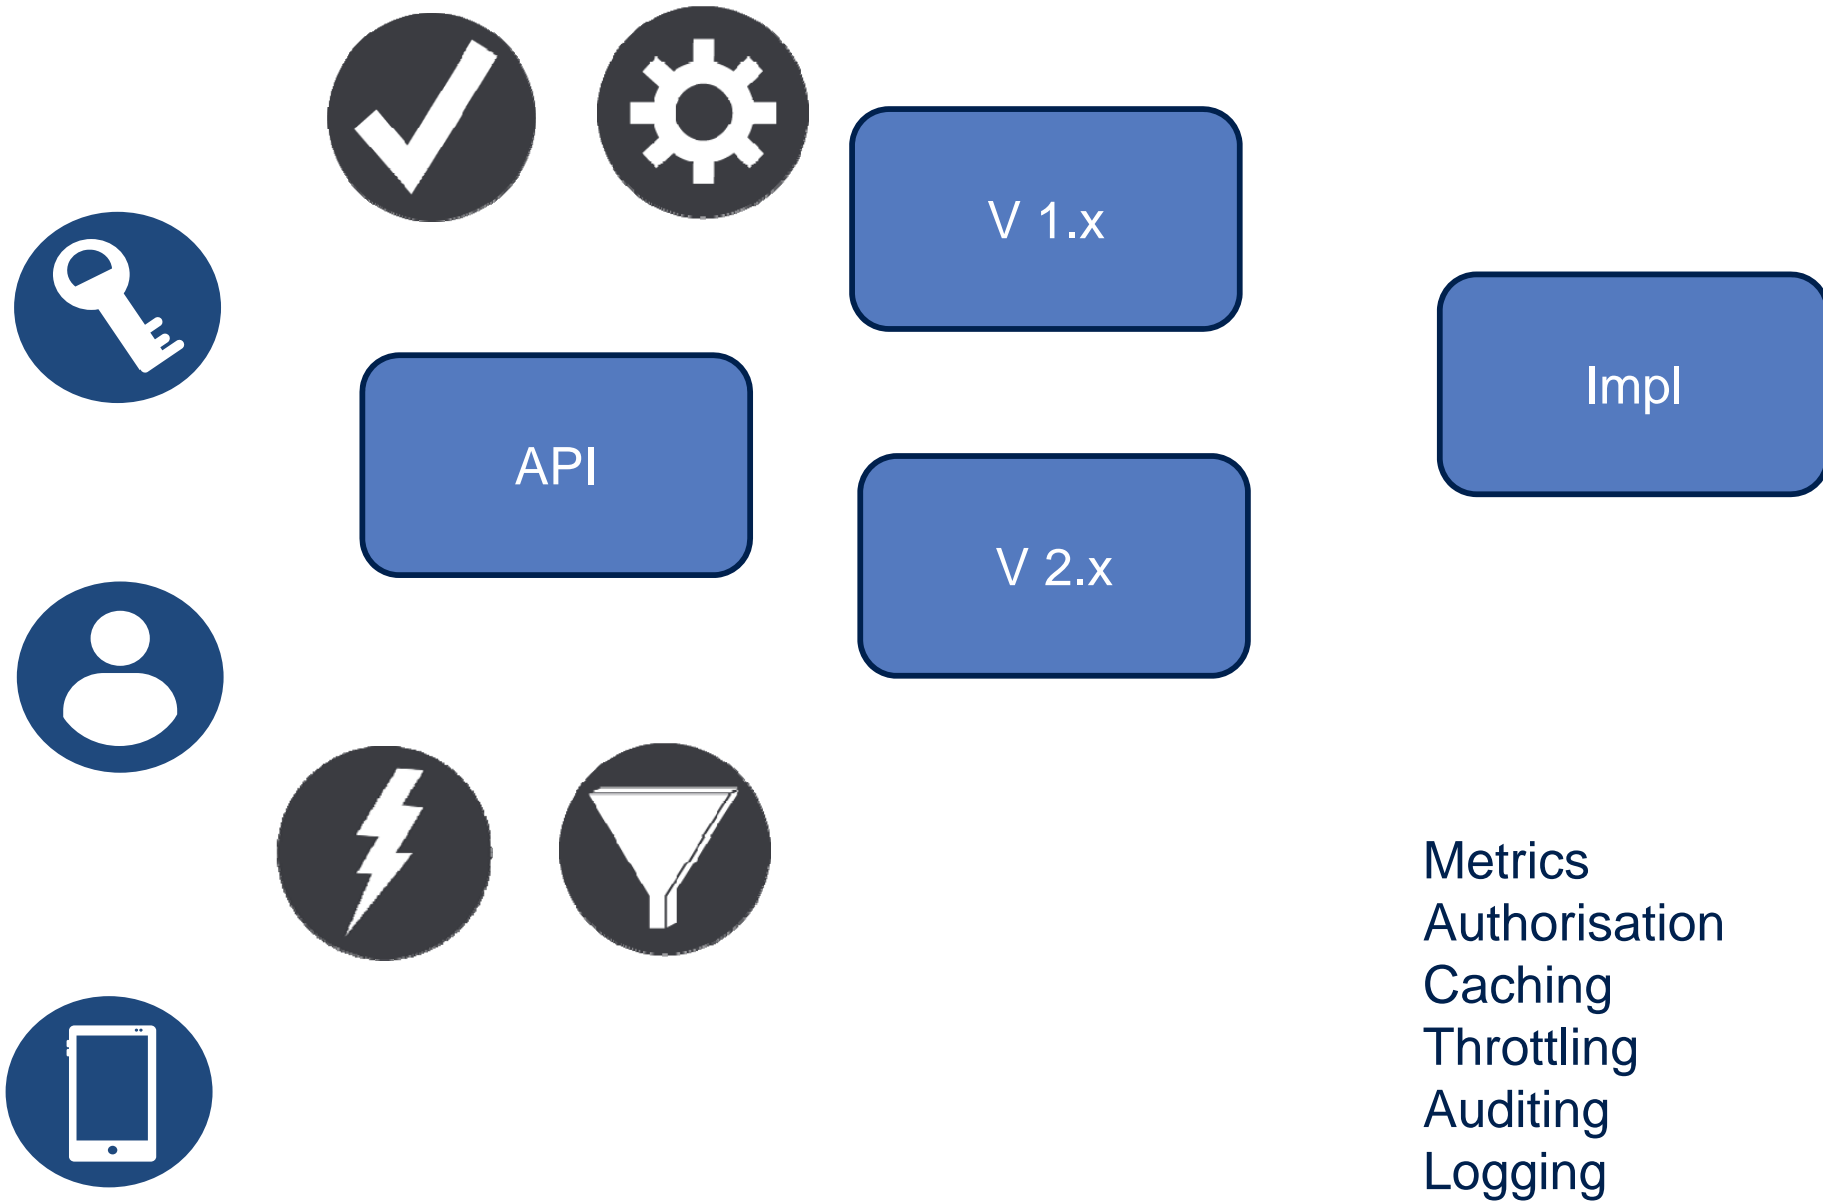 V 1.x
Impl
API
V 2.x
Metrics
Authorisation
Caching
Throttling
Auditing
Logging